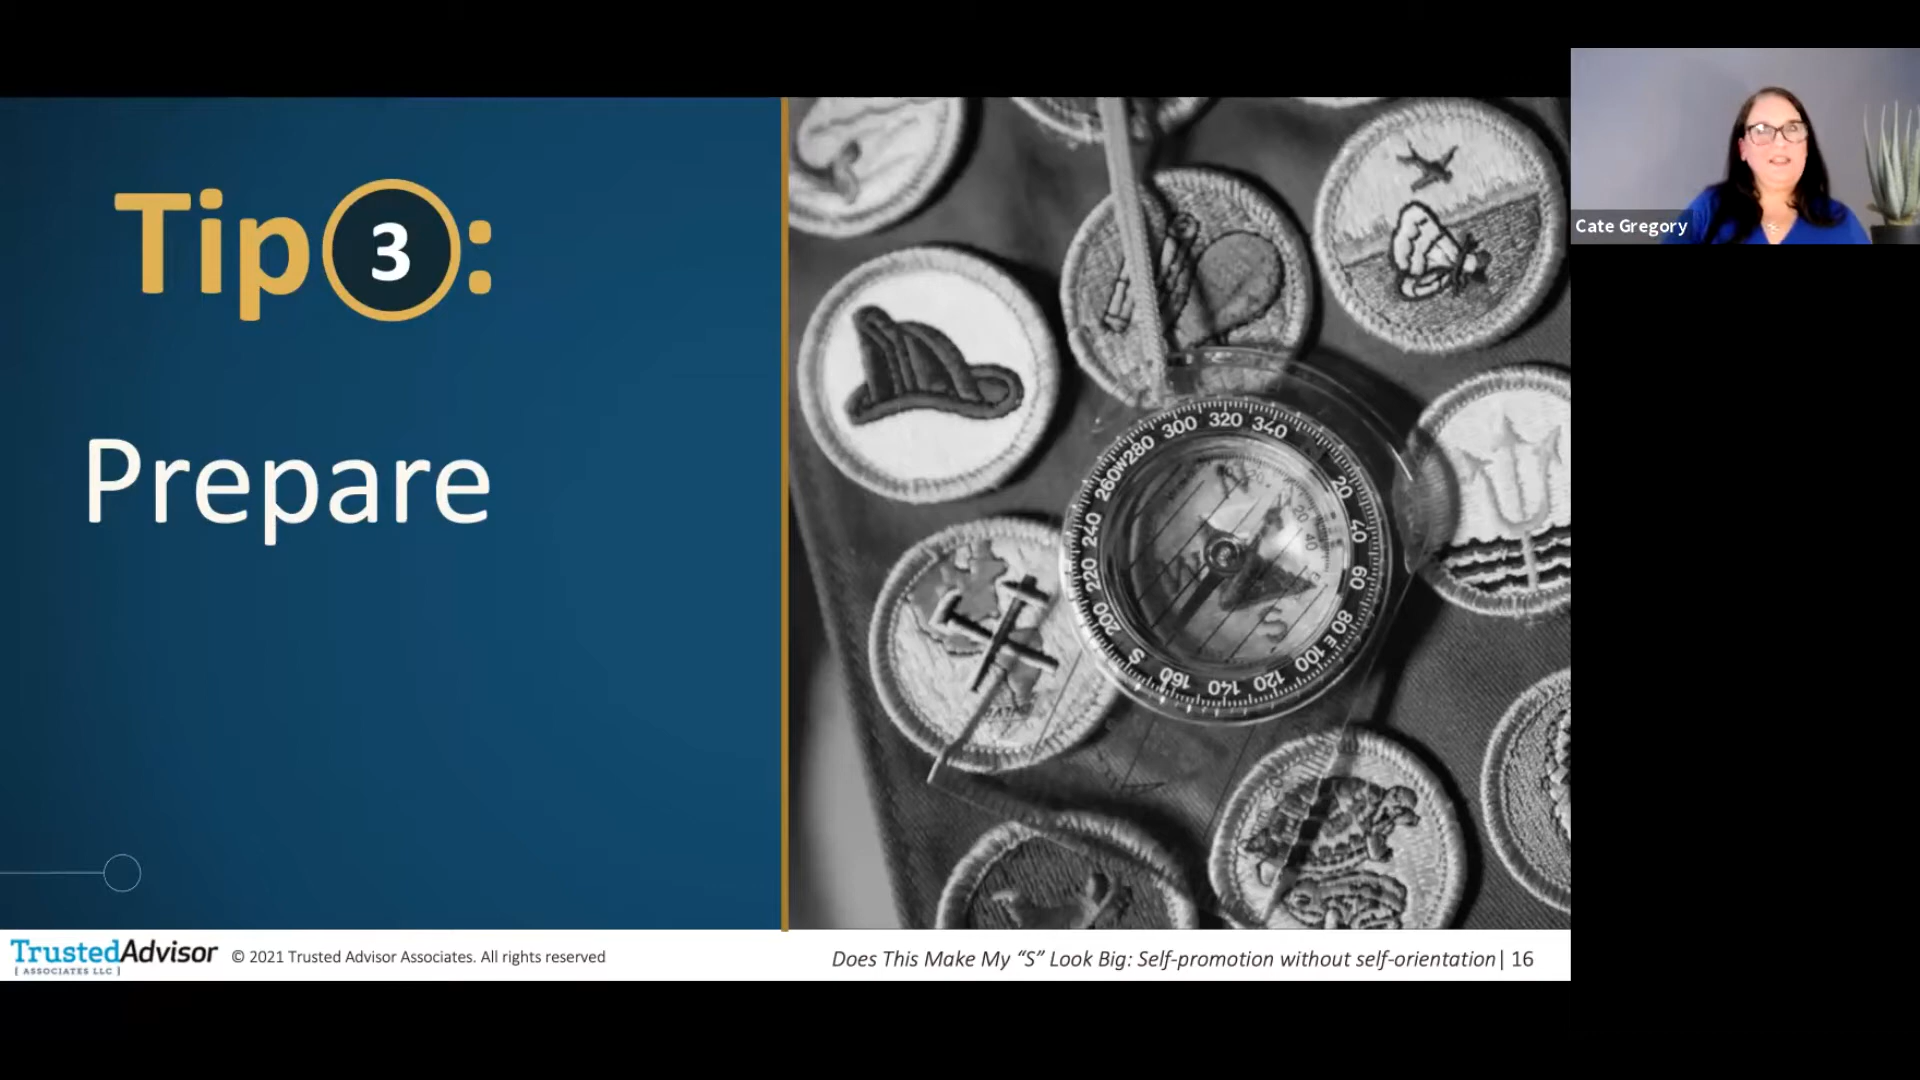 Tip 3:
Prepare
Cate Gregory
300 320 340
260 W 280
20
240
40
220
60
200
80
S
160 140 120 100 E
N
W
S
20
40
TrustedAdvisor
[ ASSOCIATES LLC ]
© 2021 Trusted Advisor Associates. All rights reserved
Does This Make My “S” Look Big: Self-promotion without self-orientation| 16